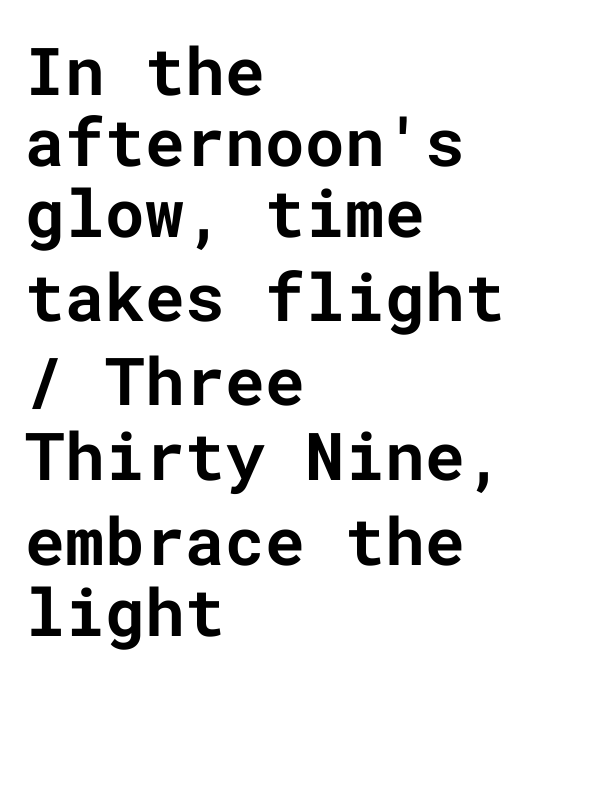 In the
afternoon's
glow, time
takes flight
/ Three
Thirty Nine,
embrace the
light